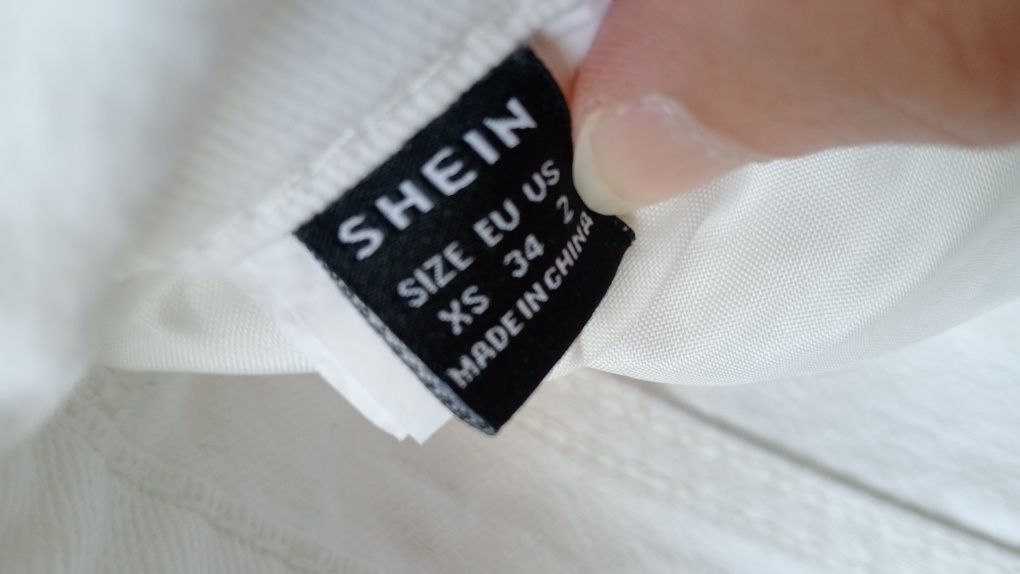 SHEIN
SIZE EU US
XS 34 2
MADE IN CHINA